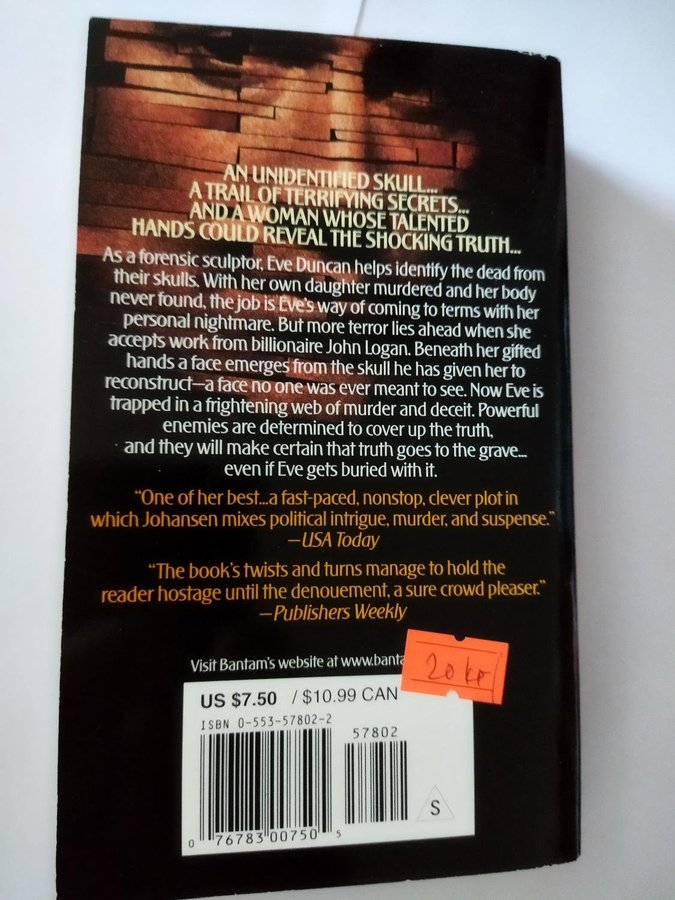 AN UNIDENTIFIED SKULL...
A TRAIL OF TERRIFYING SECRETS...
AND A WOMAN WHOSE TALENTED
HANDS COULD REVEAL THE SHOCKING TRUTH...
As a forensic sculptor, Eve Duncan helps identify the dead from
their skulls. With her own daughter murdered and her body
never found, the job is Eve's way of coming to terms with her
personal nightmare. But more terror lies ahead when she
accepts work from billionaire John Logan. Beneath her gifted
hands a face emerges from the skull he has given her to
reconstruct—a face no one was ever meant to see. Now Eve is
trapped in a frightening web of murder and deceit. Powerful
enemies are determined to cover up the truth,
and they will make certain that truth goes to the grave...
even if Eve gets buried with it.
"One of her best...a fast-paced, nonstop, clever plot in
which Johansen mixes political intrigue, murder, and suspense."
—USA Today
"The book's twists and turns manage to hold the
reader hostage until the denouement, a sure crowd pleaser."
—Publishers Weekly
Visit Bantam's website at www.banta
20 kr
US $7.50 / $10.99 CAN
ISBN 0-553-57802-2
57802
S
0 76783 00750 5